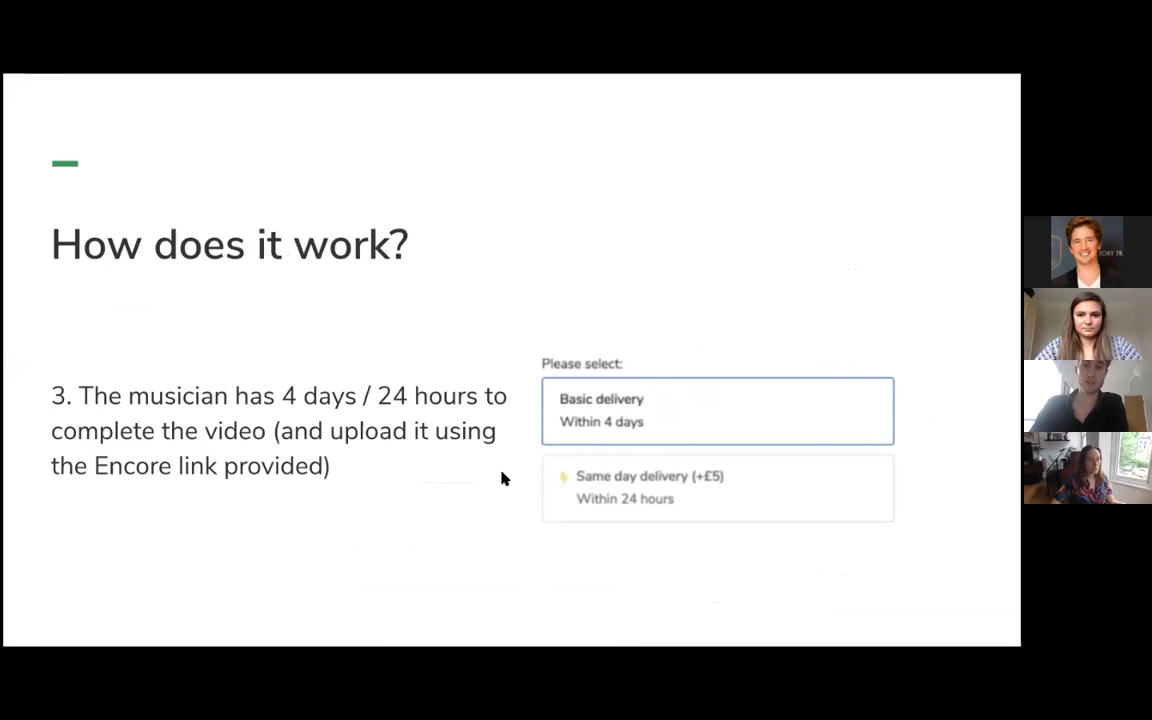 How does it work?
3. The musician has 4 days / 24 hours to
complete the video (and upload it using
the Encore link provided)
Please select:
Basic delivery
Within 4 days
Same day delivery (+£5)
Within 24 hours